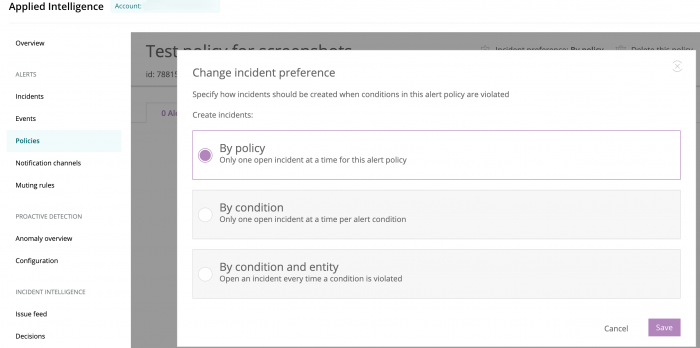 Applied Intelligence
Account:
Overview
ALERTS
Incidents
Events
Policies
Notification channels
Muting rules
PROACTIVE DETECTION
Anomaly overview
Configuration
INCIDENT INTELLIGENCE
Issue feed
Decisions
Test policy for screenshots
Incident preference: By policy
Delete this policy
id: 7881
0 Al
Change incident preference
Specify how incidents should be created when conditions in this alert policy are violated
Create incidents:
By policy
Only one open incident at a time for this alert policy
By condition
Only one open incident at a time per alert condition
By condition and entity
Open an incident every time a condition is violated
Cancel
Save